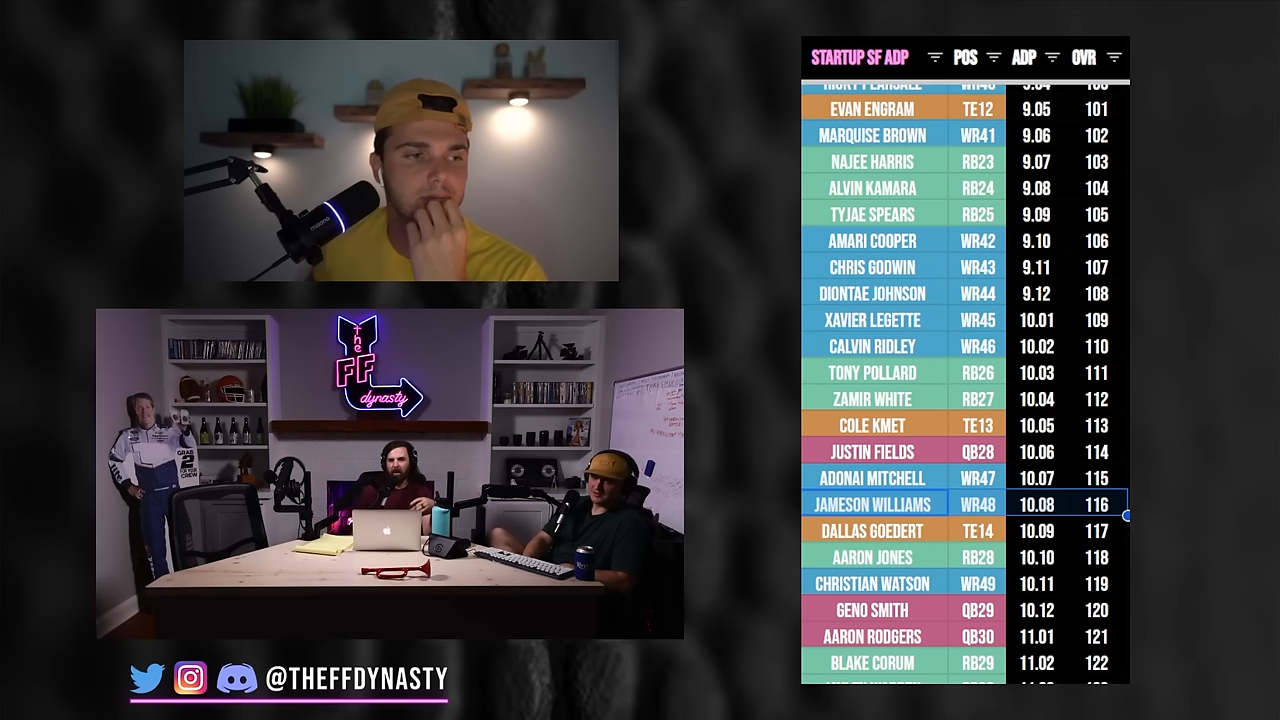 STARTUP SF ADP POS ADP OVR
EVAN ENGRAM TE12 9.05 101
MARQUISE BROWN WR41 9.06 102
NAJEE HARRIS RB23 9.07 103
ALVIN KAMARA RB24 9.08 104
TYJAE SPEARS RB25 9.09 105
AMARI COOPER WR42 9.10 106
CHRIS GODWIN WR43 9.11 107
DIONTAE JOHNSON WR44 9.12 108
XAVIER LEGETTE WR45 10.01 109
CALVIN RIDLEY WR46 10.02 110
TONY POLLARD RB26 10.03 111
ZAMIR WHITE RB27 10.04 112
COLE KMET TE13 10.05 113
JUSTIN FIELDS QB28 10.06 114
ADONAI MITCHELL WR47 10.07 115
JAMESON WILLIAMS WR48 10.08 116
DALLAS GOEDERT TE14 10.09 117
AARON JONES RB28 10.10 118
CHRISTIAN WATSON WR49 10.11 119
GENO SMITH QB29 10.12 120
AARON RODGERS QB30 11.01 121
BLAKE CORUM RB29 11.02 122
the
FF
dynasty
GRAB
2
@THEFFDYNASTY